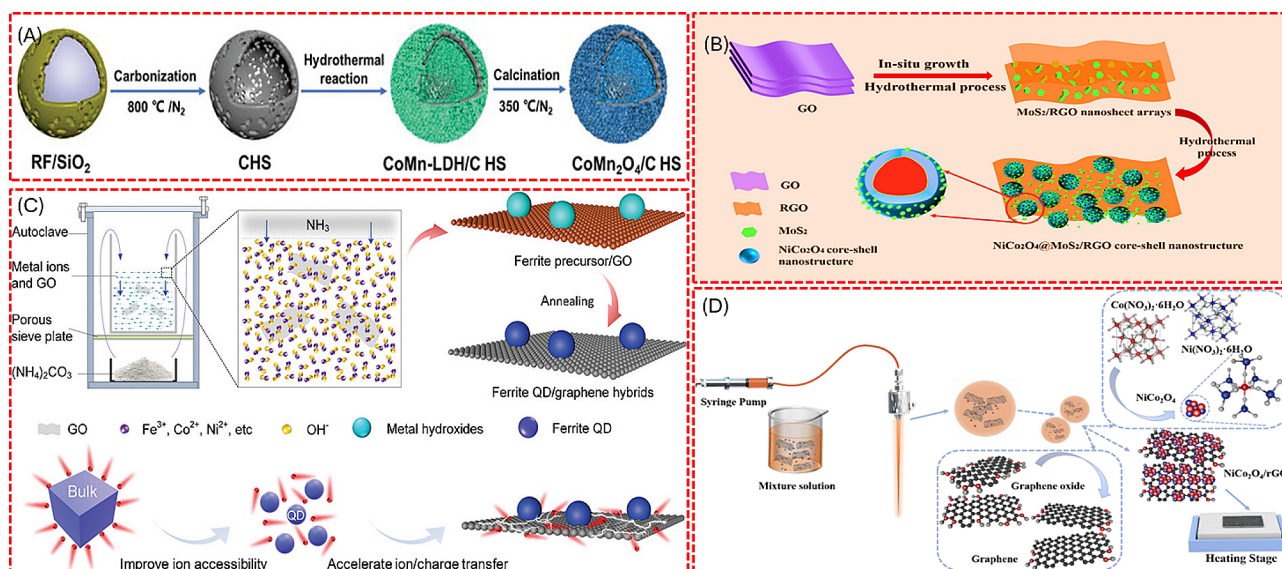 (A)
Carbonization
800 ℃ /N₂
Hydrothermal
reaction
Calcination
350 ℃/N₂
RF/SiO₂
CHS
CoMn-LDH/C HS
CoMn₂O₄/C HS
(B)
In-situ growth
Hydrothermal process
GO
MoS₂/RGO nanosheet arrays
Hydrothermal
process
GO
RGO
MoS₂
NiCo₂O₄ core-shell
nanostructure
NiCo₂O₄@MoS₂/RGO core-shell nanostructure
(C)
Autoclave
Metal ions
and GO
Porous
sieve plate
(NH₄)₂CO₃
NH₃
Ferrite precursor/GO
Annealing
Ferrite QD/graphene hybrids
GO
Fe³⁺, Co²⁺, Ni²⁺, etc
OH⁻
Metal hydroxides
Ferrite QD
Bulk
QD
Improve ion accessibility
Accelerate ion/charge transfer
(D)
Syringe Pump
Mixture solution
Co(NO₃)₂·6H₂O
Ni(NO₃)₂·6H₂O
NiCo₂O₄
Graphene oxide
Graphene
NiCo₂O₄/rGO
Heating Stage